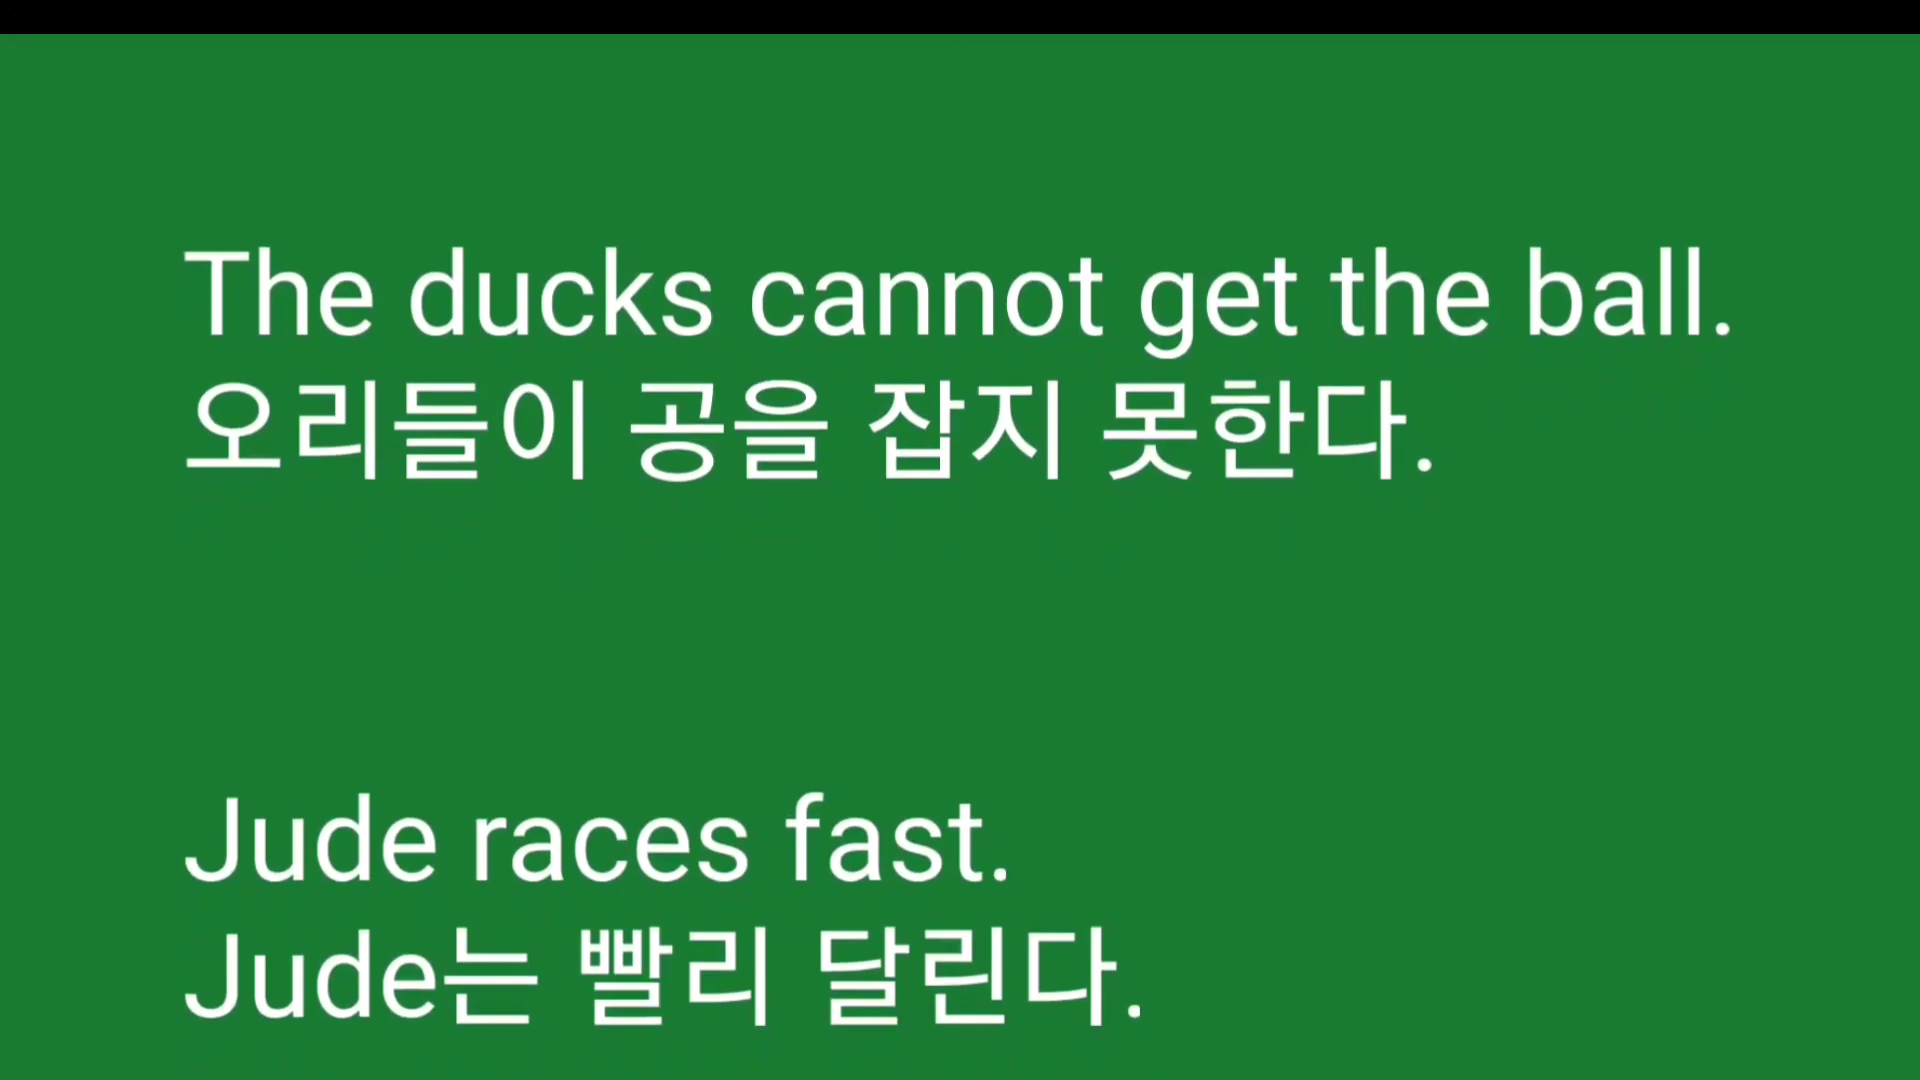 The ducks cannot get the ball.
오리들이 공을 잡지 못한다.
Jude races fast.
Jude는 빨리 달린다.